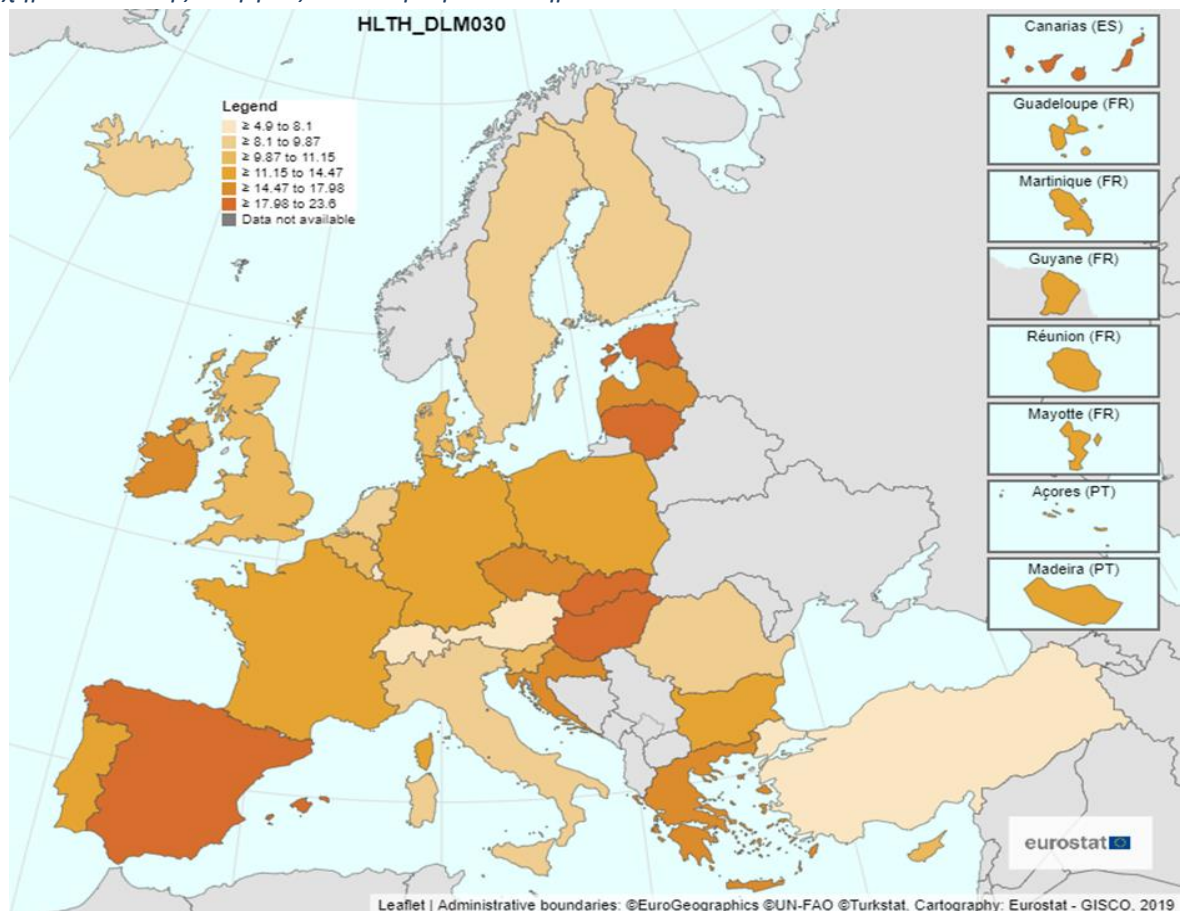 HLTH_DLM030
Legend
≥ 4.9 to 8.1
≥ 8.1 to 9.87
≥ 9.87 to 11.15
≥ 11.15 to 14.47
≥ 14.47 to 17.98
≥ 17.98 to 23.6
Data not available
Canarias (ES)
Guadeloupe (FR)
Martinique (FR)
Guyane (FR)
Réunion (FR)
Mayotte (FR)
Açores (PT)
Madeira (PT)
eurostat
Leaflet | Administrative boundaries: ©EuroGeographics ©UN-FAO ©Turkstat. Cartography: Eurostat - GISCO, 2019